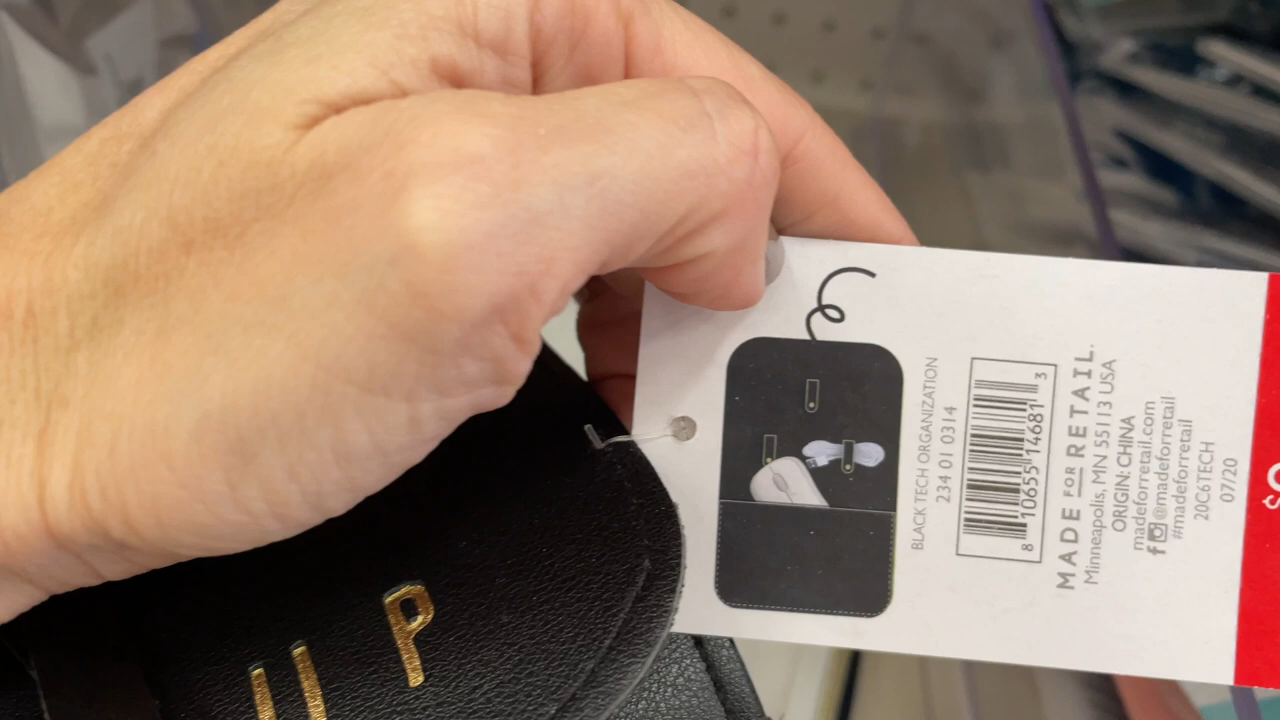 BLACK TECH ORGANIZATION
234 01 0314
8 10655 14681 3
MADE FOR RETAIL.
Minneapolis, MN 55113 USA
ORIGIN: CHINA
madeforretail.com
@madeforretail
#madeforretail
20C6TECH
07/20
UP